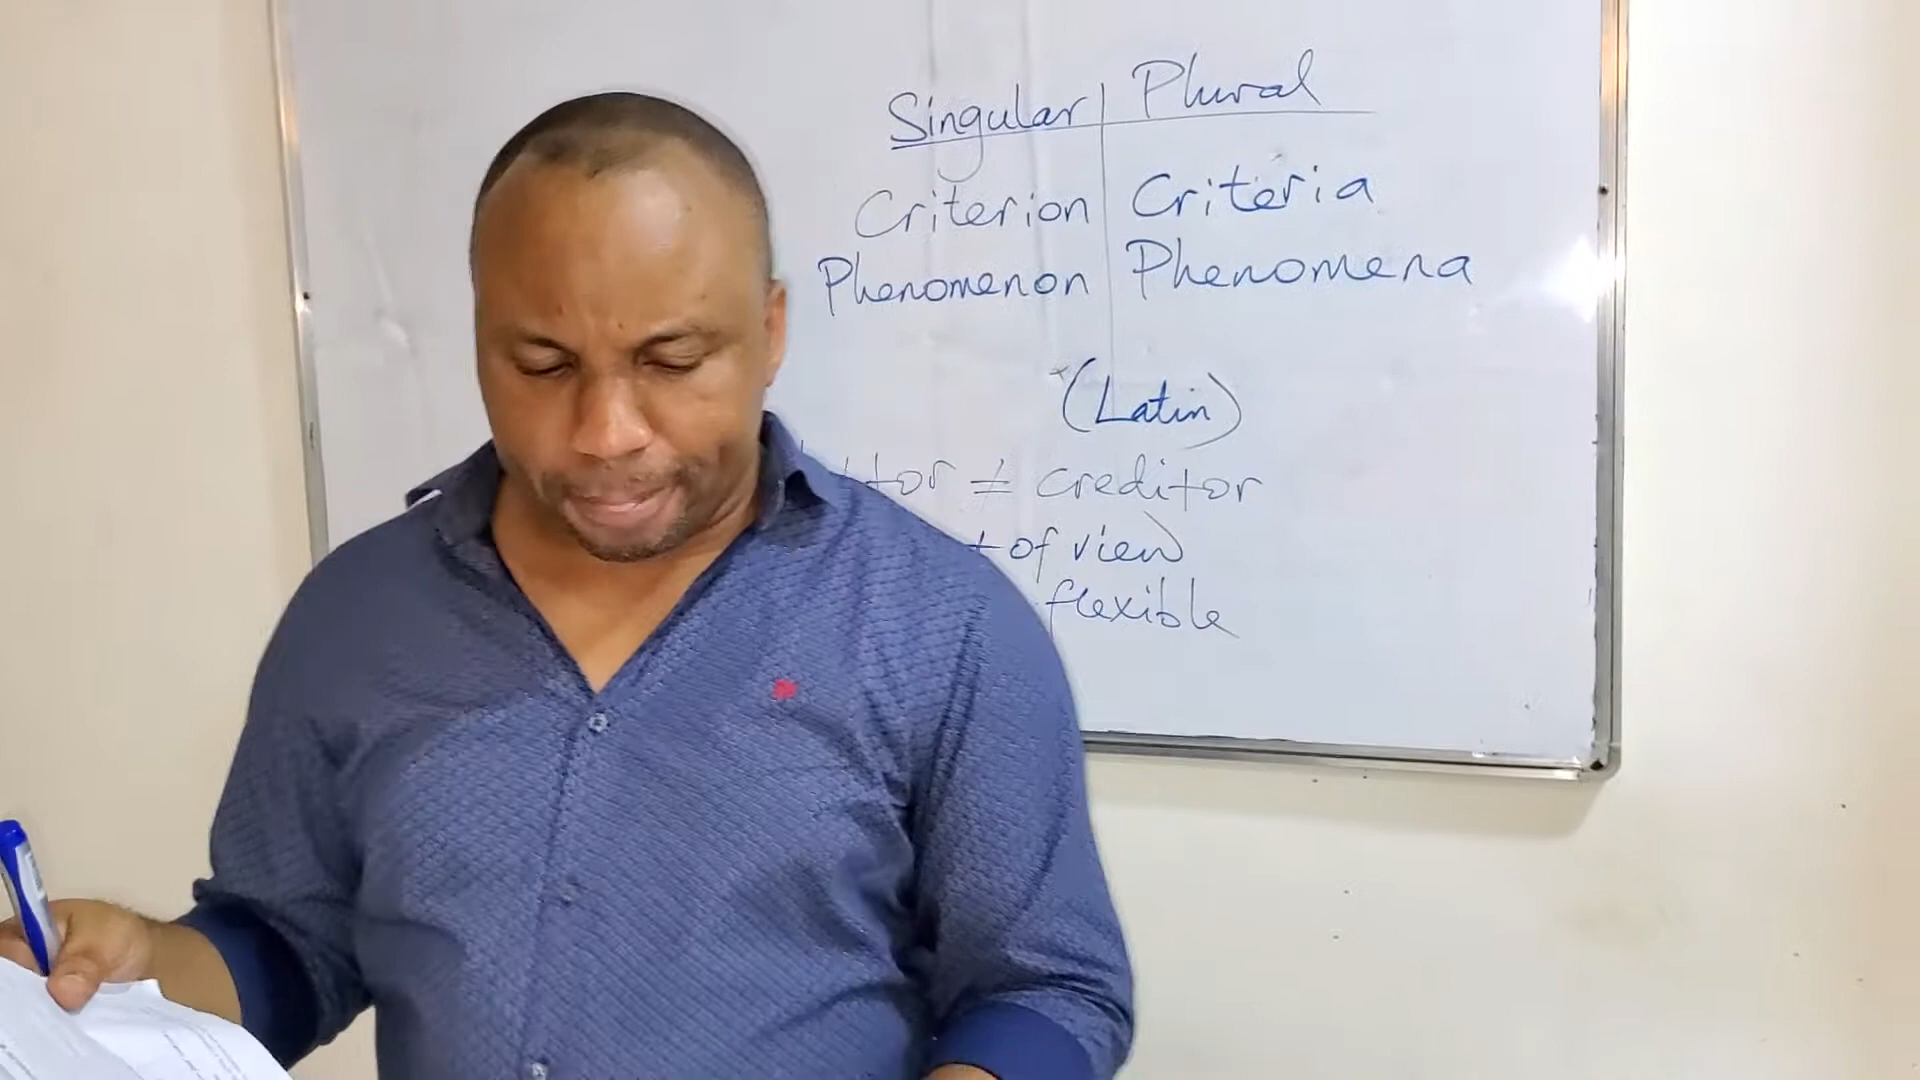 Singular Plural
Criterion Criteria
Phenomenon Phenomena
(Latin)
≠ creditor
of view
flexible